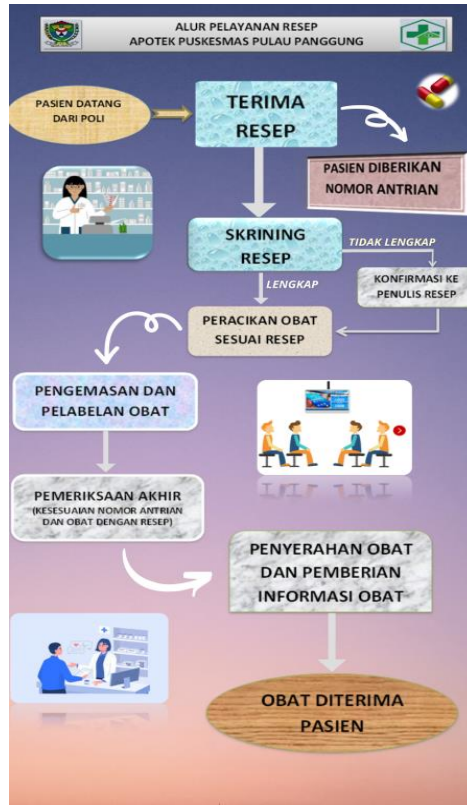 ALUR PELAYANAN RESEP
APOTEK PUSKESMAS PULAU PANGGUNG
PASIEN DATANG
DARI POLI
TERIMA
RESEP
PASIEN DIBERIKAN
NOMOR ANTRIAN
SKRINING
RESEP
TIDAK LENGKAP
LENGKAP
KONFIRMASI KE
PENULIS RESEP
PERACIKAN OBAT
SESUAI RESEP
PENGEMASAN DAN
PELABELAN OBAT
PEMERIKSAAN AKHIR
(KESESUAIAN NOMOR ANTRIAN
DAN OBAT DENGAN RESEP)
PENYERAHAN OBAT
DAN PEMBERIAN
INFORMASI OBAT
OBAT DITERIMA
PASIEN